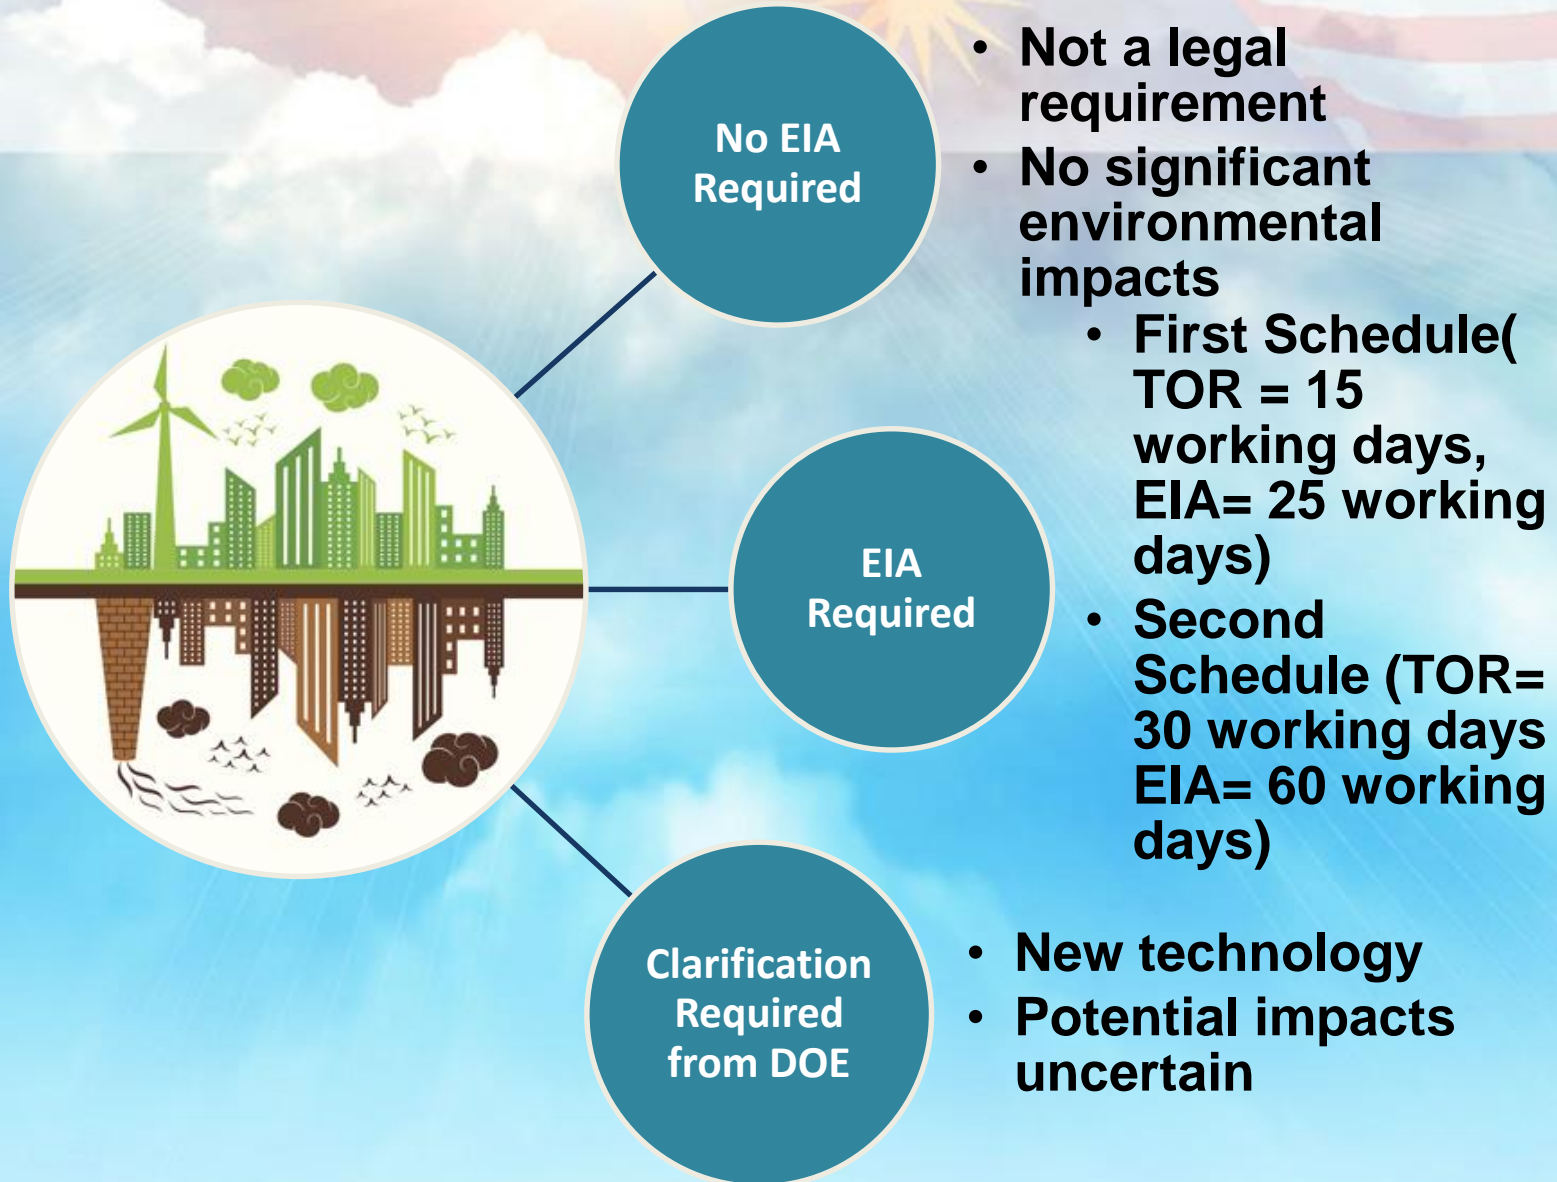 No EIA
Required
• Not a legal
requirement
• No significant
environmental
impacts
EIA
Required
• First Schedule(
TOR = 15
working days,
EIA= 25 working
days)
• Second
Schedule (TOR=
30 working days
EIA= 60 working
days)
Clarification
Required
from DOE
• New technology
• Potential impacts
uncertain